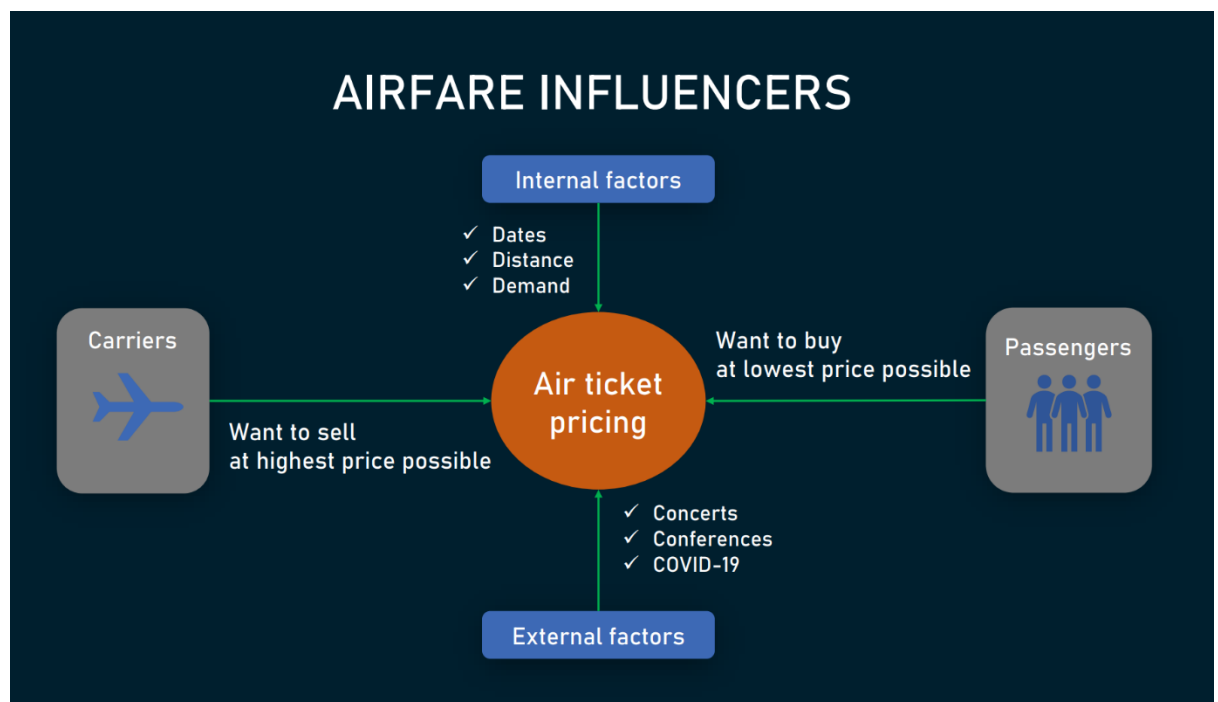 AIRFARE INFLUENCERS
Internal factors
✓ Dates
✓ Distance
✓ Demand
Carriers
Want to sell
at highest price possible
Air ticket
pricing
Want to buy
at lowest price possible
Passengers
✓ Concerts
✓ Conferences
✓ COVID-19
External factors